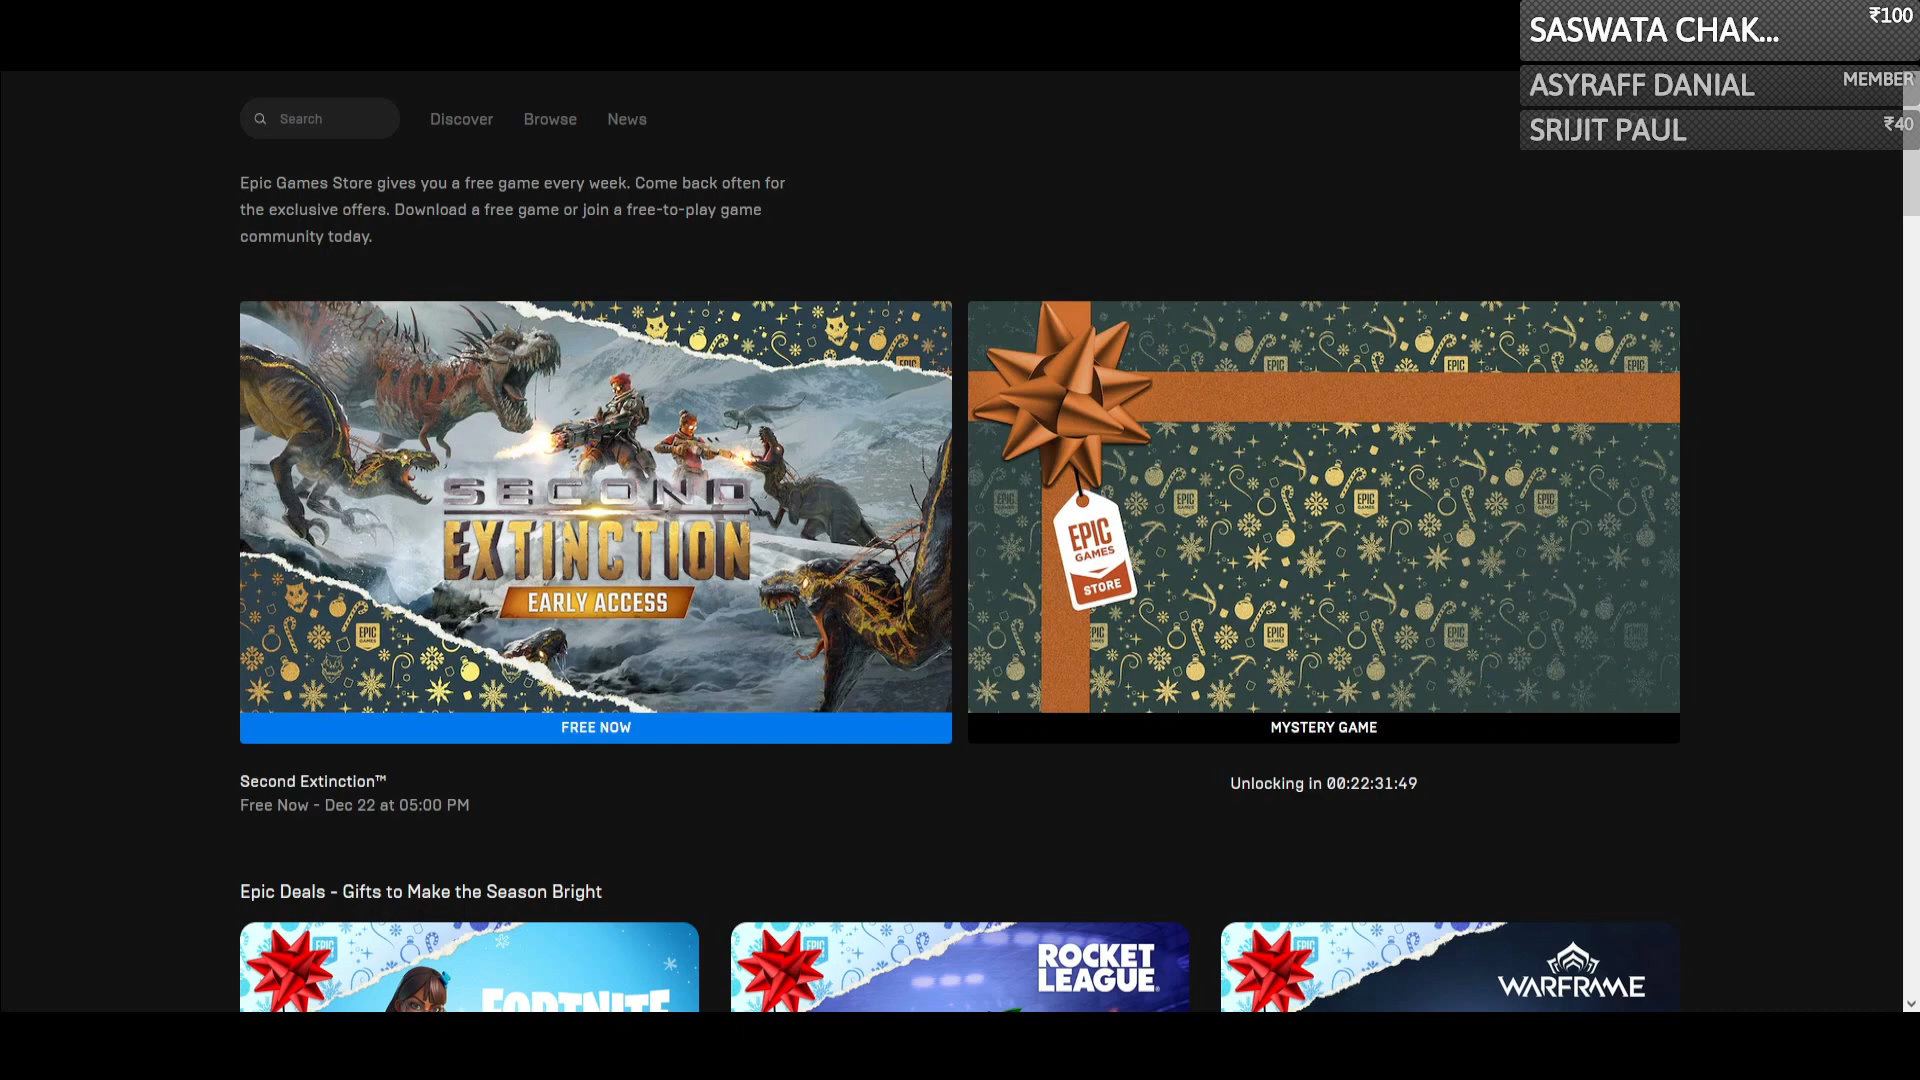 SASWATA CHAK...
₹100
ASYRAFF DANIAL
MEMBER
SRIJIT PAUL
₹40
Search
Discover
Browse
News
Epic Games Store gives you a free game every week. Come back often for
the exclusive offers. Download a free game or join a free-to-play game
community today.
SECOND
EXTINCTION
EARLY ACCESS
EPIC
GAMES
STORE
FREE NOW
MYSTERY GAME
Second Extinction™
Free Now - Dec 22 at 05:00 PM
Unlocking in 00:22:31:49
Epic Deals - Gifts to Make the Season Bright
FORTNITE
ROCKET
LEAGUE
WARFRAME